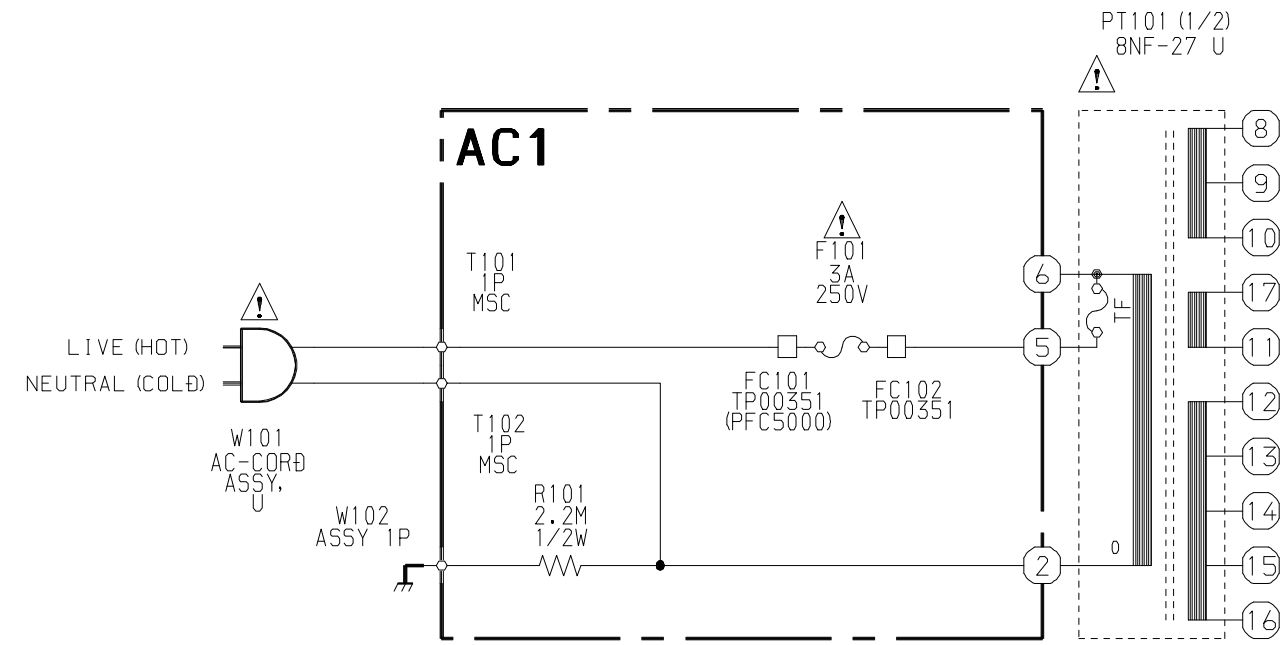 PT101 (1/2)
8NF-27 U
!
AC1
8
9
10
17
11
12
13
14
15
16
!
F101
3A
250V
T101
1P
MSC
6
TF
!
LIVE (HOT)
NEUTRAL (COLD)
5
FC101
TP00351
(PFC5000)
FC102
TP00351
W101
AC-CORD
ASSY,
U
T102
1P
MSC
W102
ASSY 1P
R101
2.2M
1/2W
2
0